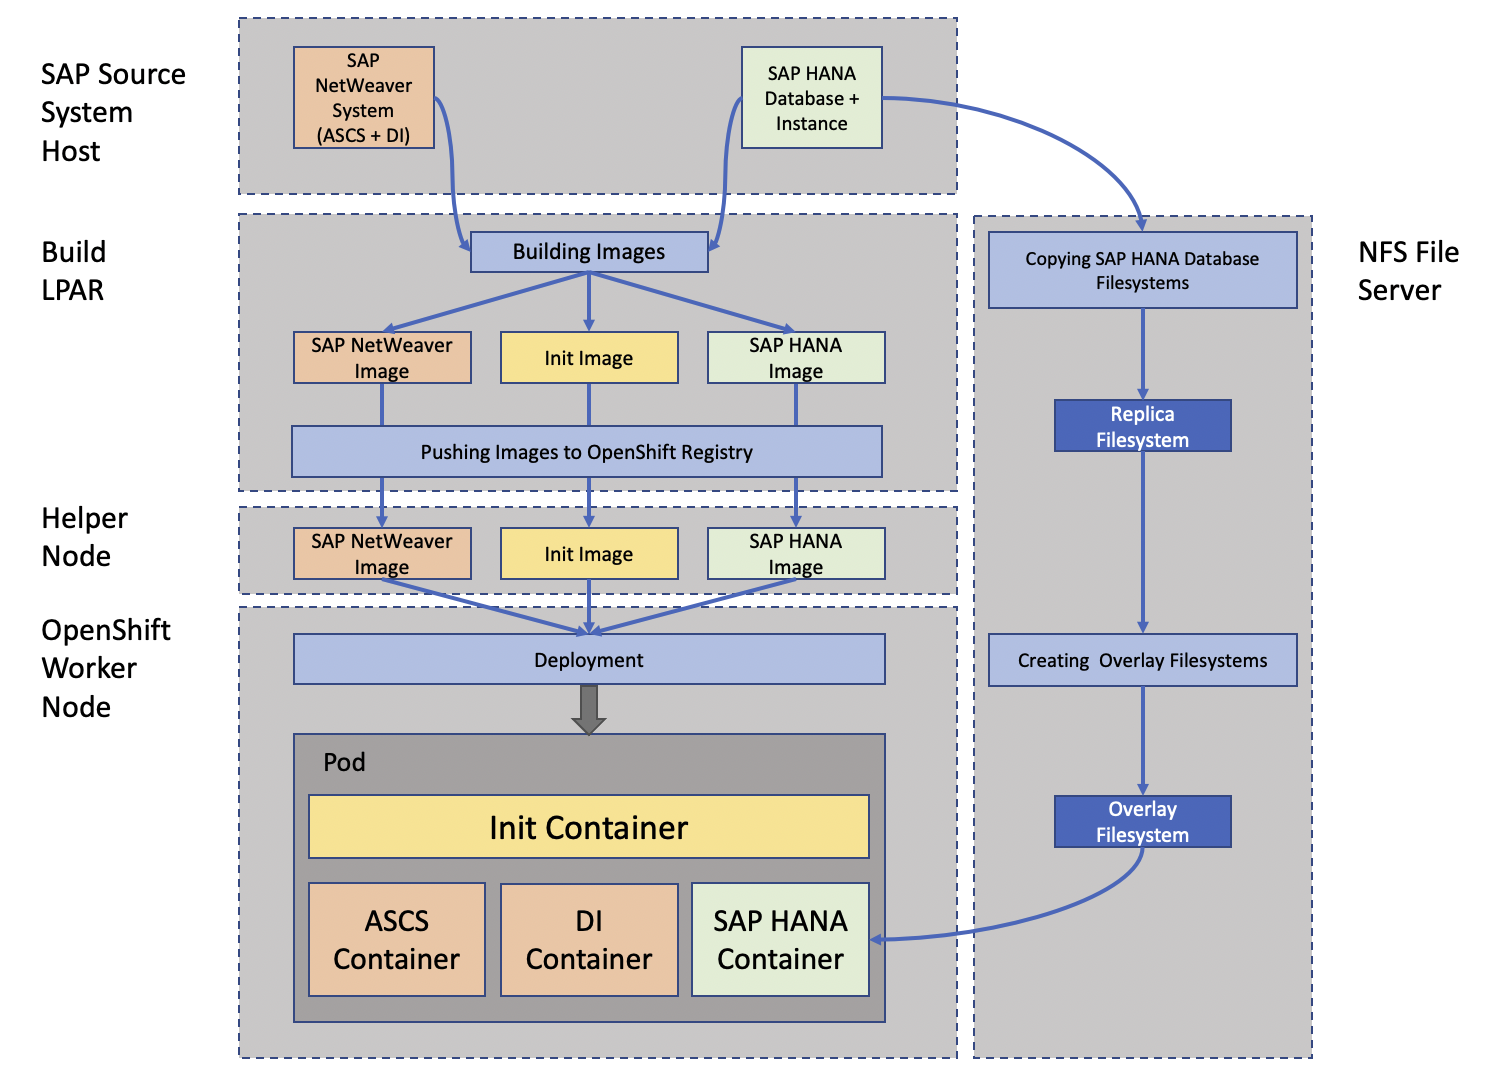 SAP Source
System
Host
SAP
NetWeaver
System
(ASCS + DI)
SAP HANA
Database +
Instance
Build
LPAR
Building Images
SAP NetWeaver
Image
Init Image
SAP HANA
Image
Pushing Images to OpenShift Registry
Helper
Node
SAP NetWeaver
Image
Init Image
SAP HANA
Image
OpenShift
Worker
Node
Deployment
Pod
Init Container
ASCS
Container
DI
Container
SAP HANA
Container
NFS File
Server
Copying SAP HANA Database
Filesystems
Replica
Filesystem
Creating  Overlay Filesystems
Overlay
Filesystem